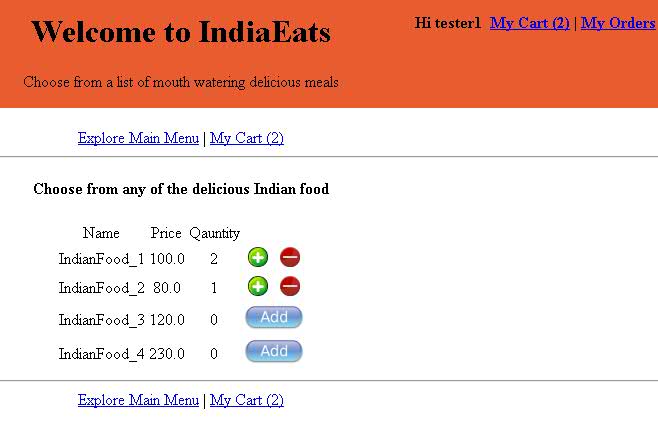 Welcome to IndiaEats
Hi tester1 My Cart (2) | My Orders
Choose from a list of mouth watering delicious meals
Explore Main Menu | My Cart (2)
Choose from any of the delicious Indian food
Name Price Qauntity
IndianFood_1 100.0 2
IndianFood_2 80.0 1
IndianFood_3 120.0 0 Add
IndianFood_4 230.0 0 Add
Explore Main Menu | My Cart (2)